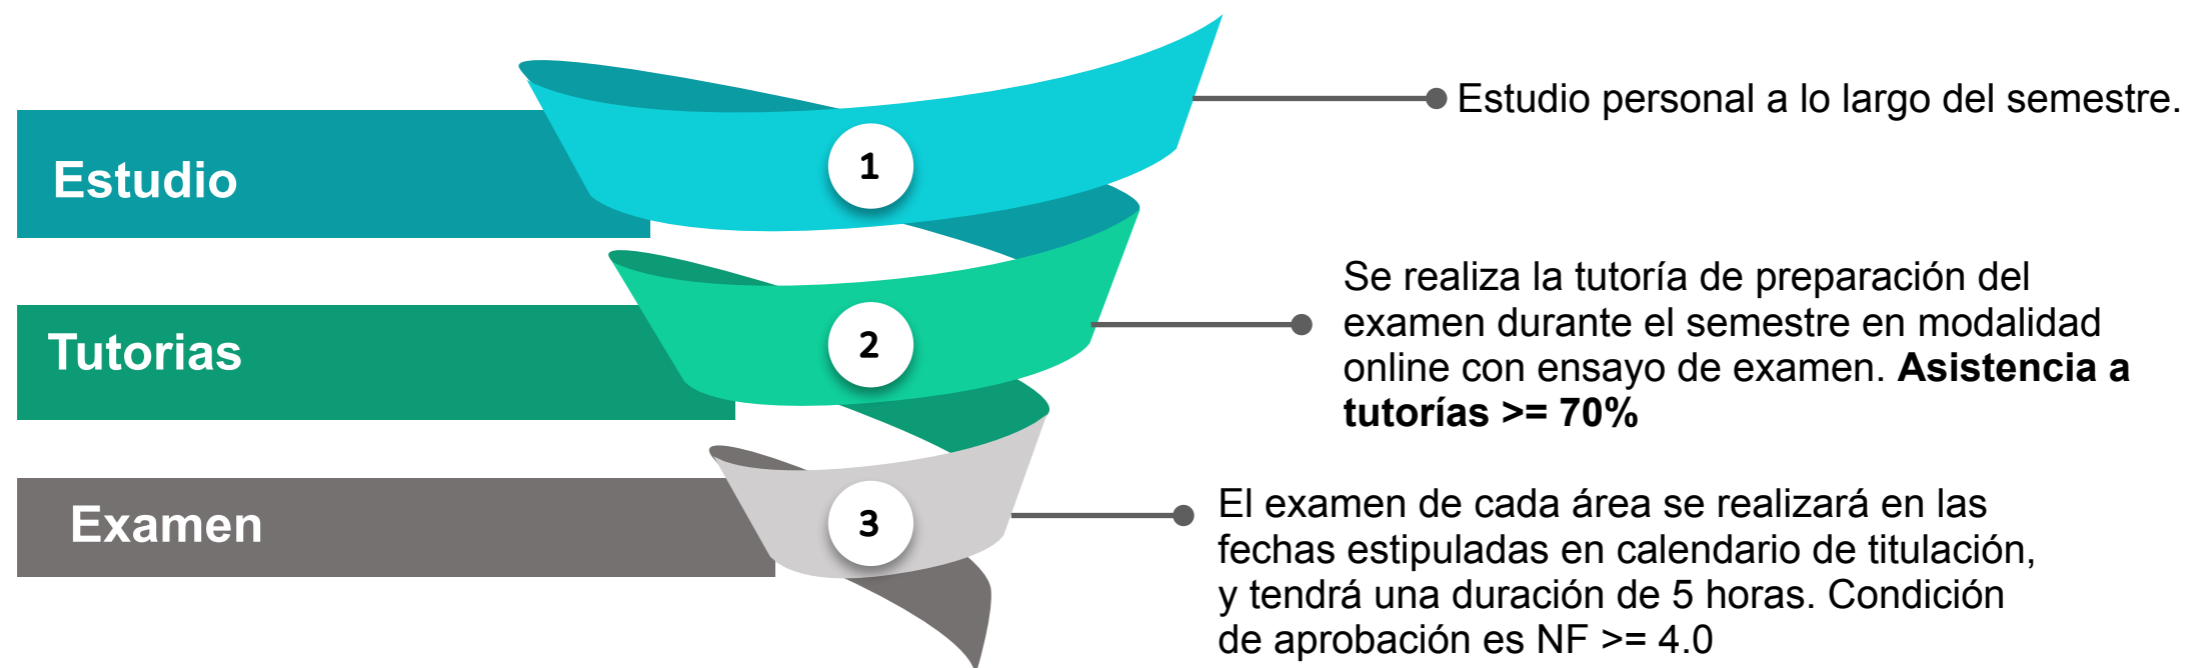 Estudio
1
Estudio personal a lo largo del semestre.
Tutorias
2
Se realiza la tutoría de preparación del
examen durante el semestre en modalidad
online con ensayo de examen. Asistencia a
tutorías >= 70%
Examen
3
El examen de cada área se realizará en las
fechas estipuladas en calendario de titulación,
y tendrá una duración de 5 horas. Condición
de aprobación es NF >= 4.0